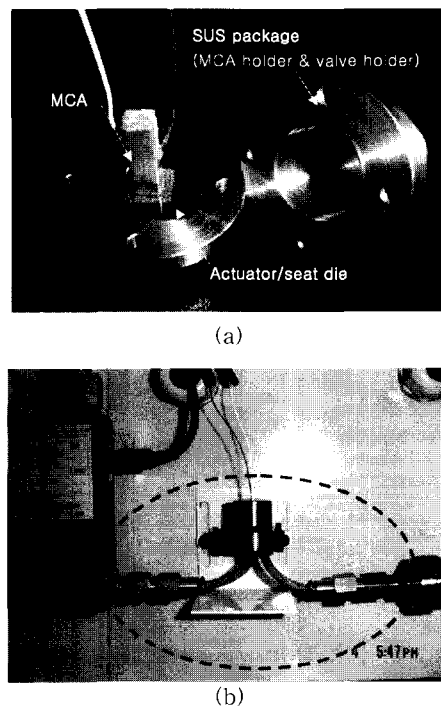 SUS package
(MCA holder & valve holder)
MCA
Actuator/seat die
(a)
5:47PM
(b)